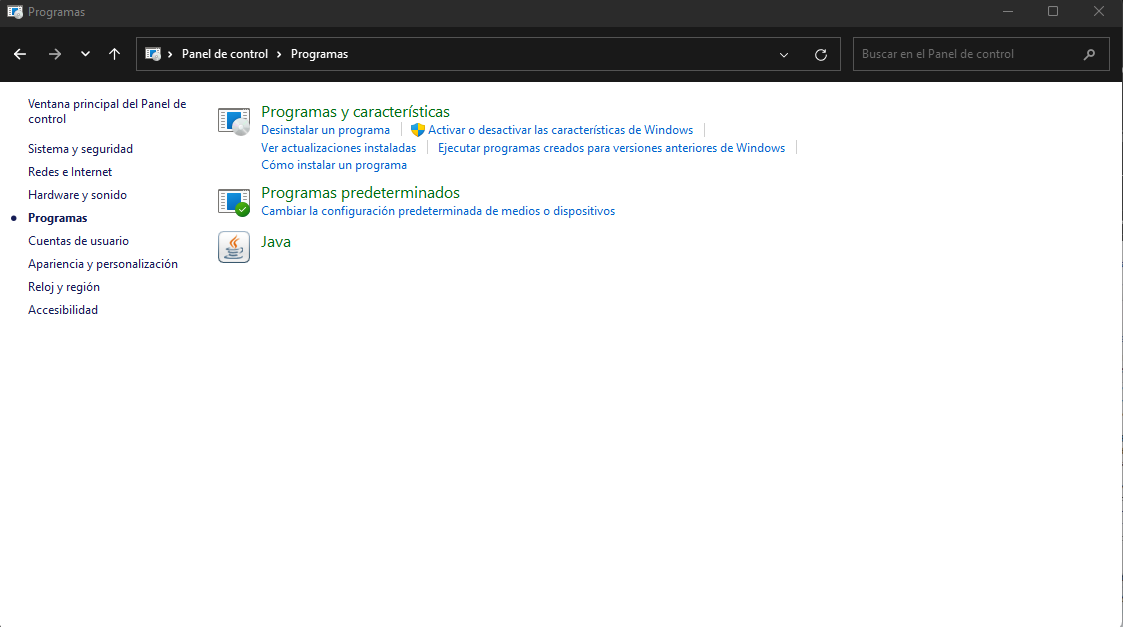 Programas
Panel de control > Programas
Buscar en el Panel de control
Ventana principal del Panel de
control
Sistema y seguridad
Redes e Internet
Hardware y sonido
Programas
Cuentas de usuario
Apariencia y personalización
Reloj y región
Accesibilidad
Programas y características
Desinstalar un programa | Activar o desactivar las características de Windows |
Ver actualizaciones instaladas | Ejecutar programas creados para versiones anteriores de Windows |
Cómo instalar un programa
Programas predeterminados
Cambiar la configuración predeterminada de medios o dispositivos
Java